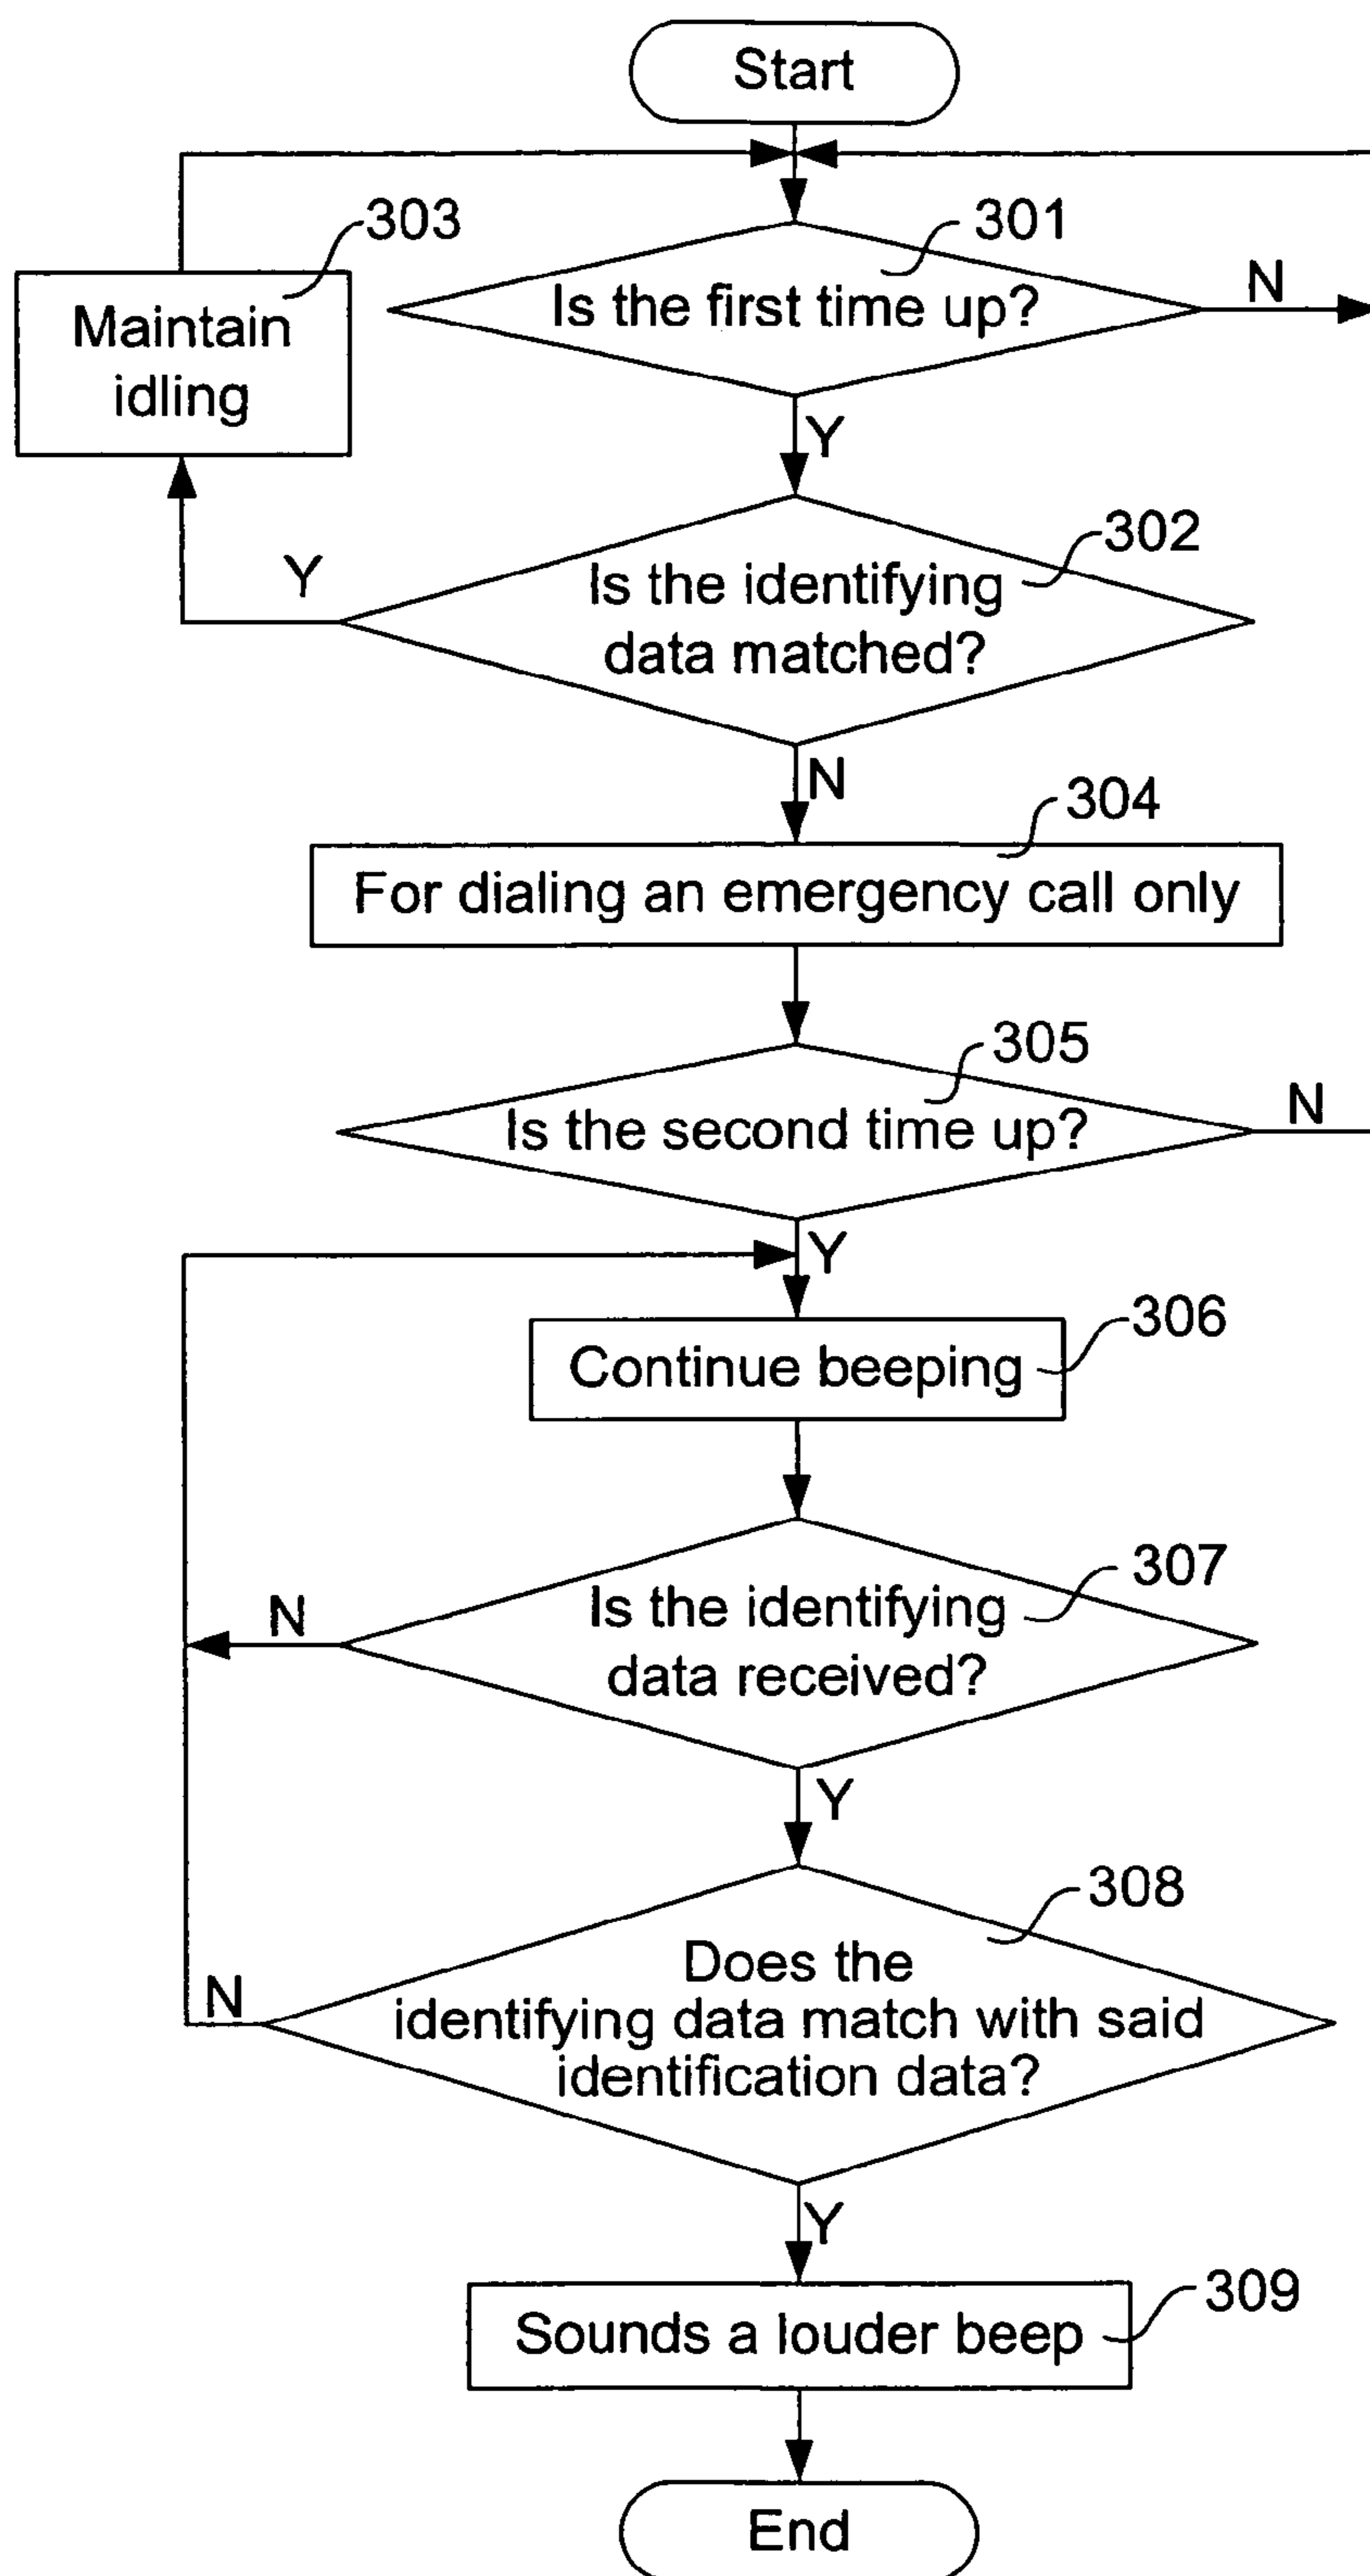 Start
303
301
Maintain
idling
Is the first time up?
N
Y
302
Is the identifying
data matched?
Y
N
304
For dialing an emergency call only
305
Is the second time up?
N
Y
306
Continue beeping
307
Is the identifying
data received?
N
Y
308
Does the
identifying data match with said
identification data?
N
Y
309
Sounds a louder beep
End